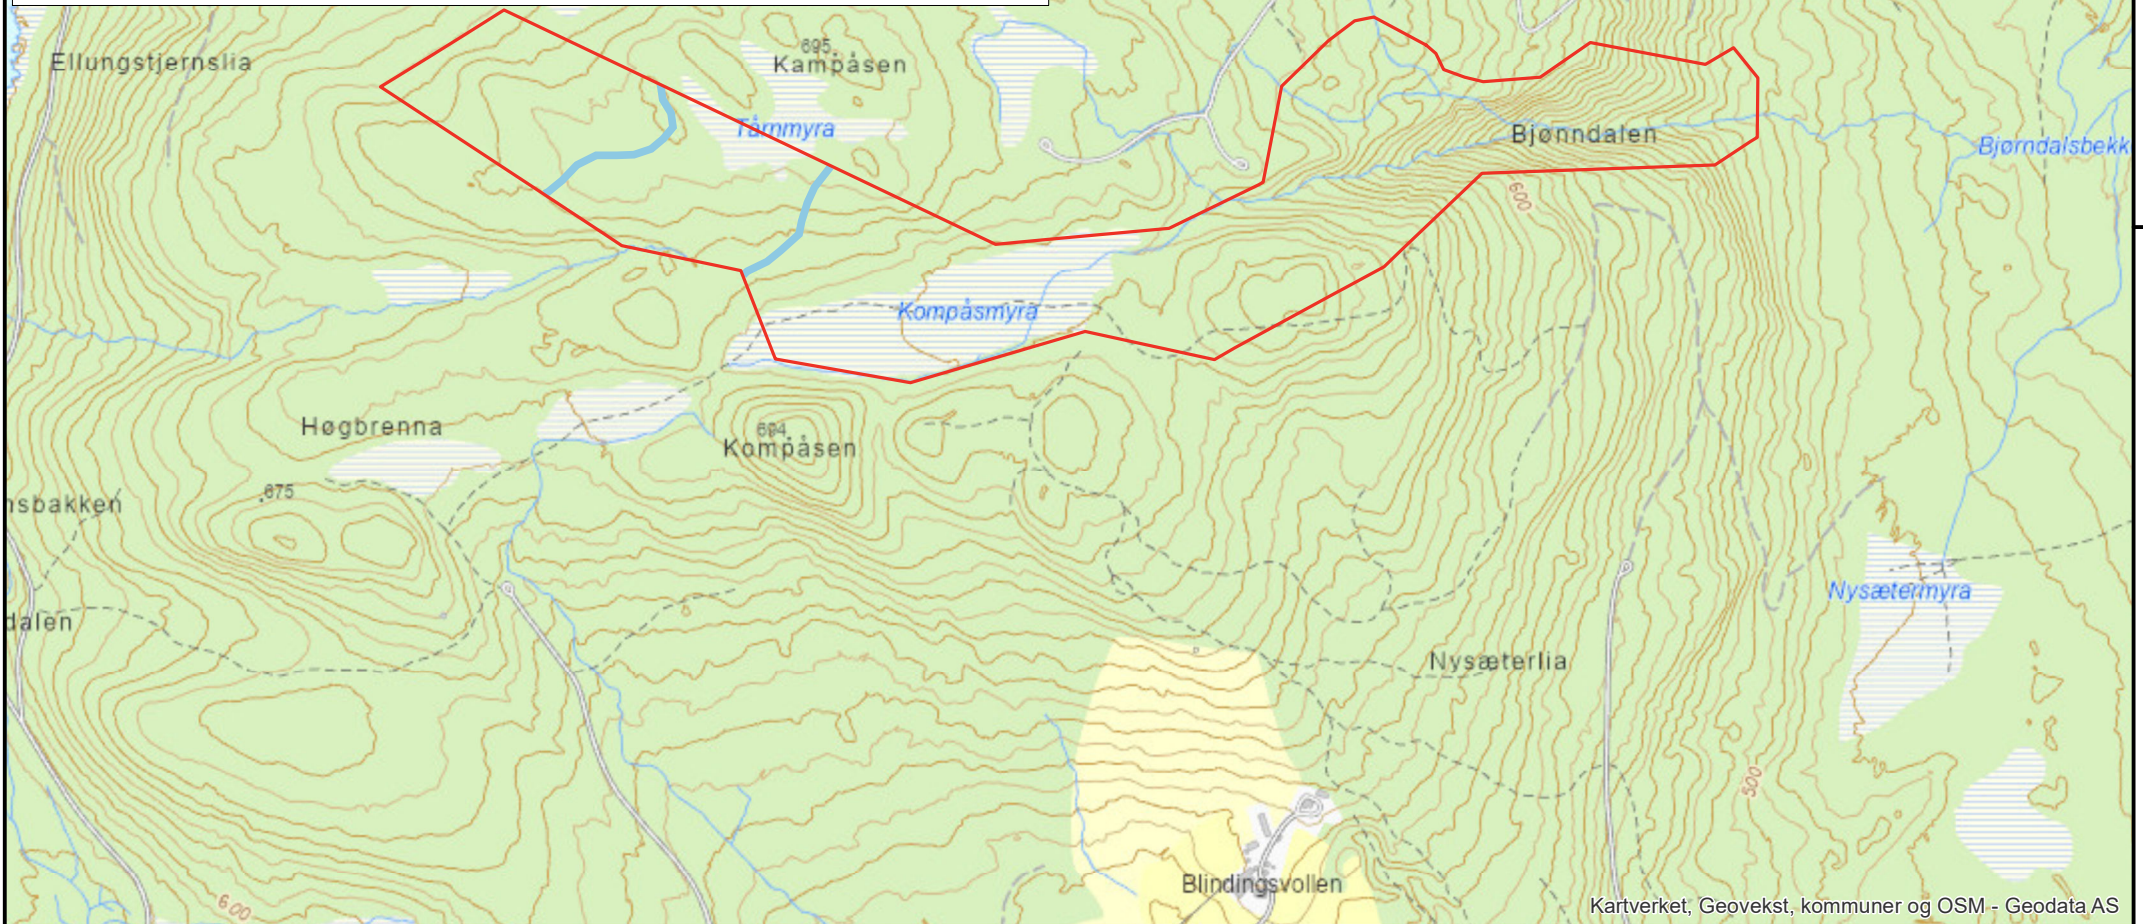 695
Ellungstjernslia
Kampåsen
Tårnmyra
Bjønndalen
Bjørndalsbekk
600
Kompåsmyra
Høgbrenna
694
Kompåsen
675
nsbakken
Nysætermyra
dalen
Nysæterlia
500
Blindingsvollen
600
Kartverket, Geovekst, kommuner og OSM - Geodata AS